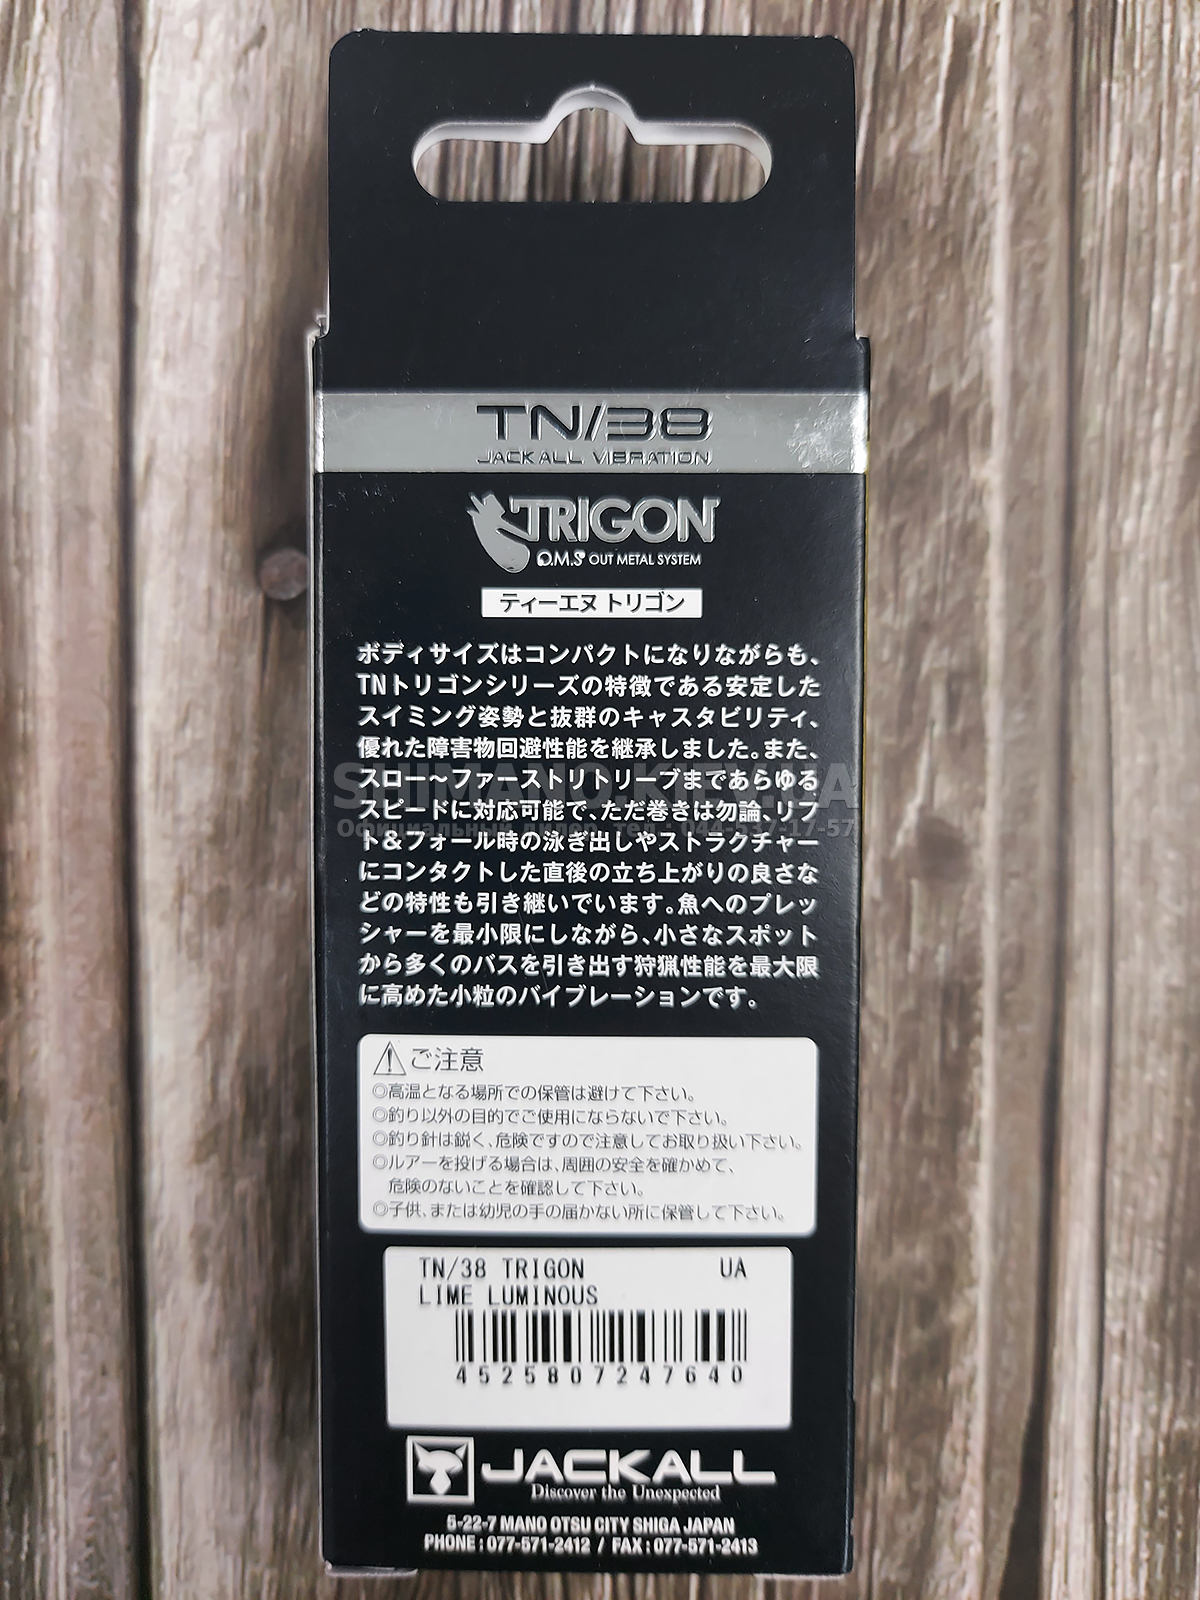 TN/38
JACKALL VIBRATION
TRIGON
O.M.S OUT METAL SYSTEM
ティーエヌ トリゴン
ボディサイズはコンパクトになりながらも、
TNトリゴンシリーズの特徴である安定した
スイミング姿勢と抜群のキャスタビリティ、
優れた障害物回避性能を継承しました。また、
スロー～ファーストリトリーブまであらゆる
スピードに対応可能で、ただ巻きは勿論、リフ
ト&フォール時の泳ぎ出しやストラクチャー
にコンタクトした直後の立ち上がりの良さな
どの特性も引き継いでいます。魚へのプレッ
シャーを最小限にしながら、小さなスポット
から多くのバスを引き出す狩猟性能を最大限
に高めた小粒のバイブレーションです。
SHIMANO.KIEV.UA
Официальный дилер, тел.: 044-537-17-57
ご注意
◎高温となる場所での保管は避けて下さい。
◎釣り以外の目的でご使用にならないで下さい。
◎釣り針は鋭く、危険ですので注意してお取り扱い下さい。
◎ルアーを投げる場合は、周囲の安全を確かめて、
危険のないことを確認して下さい。
◎子供、または幼児の手の届かない所に保管して下さい。
TN/38 TRIGON UA
LIME LUMINOUS
4525807247640
JACKALL
Discover the Unexpected
5-22-7 MANO OTSU CITY SHIGA JAPAN
PHONE : 077-571-2412 / FAX : 077-571-2413